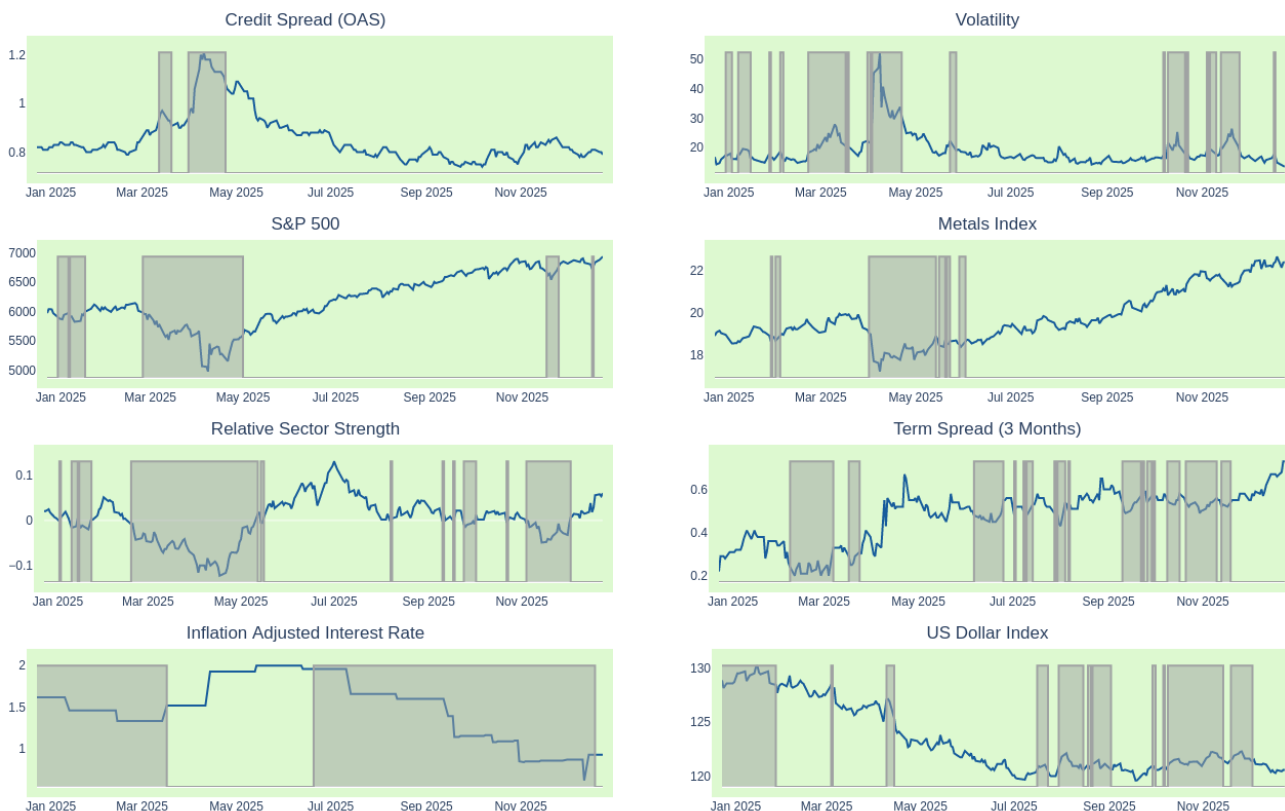 Credit Spread (OAS)
1.2
1
0.8
Jan 2025 Mar 2025 May 2025 Jul 2025 Sep 2025 Nov 2025
Volatility
50
40
30
20
Jan 2025 Mar 2025 May 2025 Jul 2025 Sep 2025 Nov 2025
S&P 500
7000
6500
6000
5500
5000
Jan 2025 Mar 2025 May 2025 Jul 2025 Sep 2025 Nov 2025
Metals Index
22
20
18
Jan 2025 Mar 2025 May 2025 Jul 2025 Sep 2025 Nov 2025
Relative Sector Strength
0.1
0
−0.1
Jan 2025 Mar 2025 May 2025 Jul 2025 Sep 2025 Nov 2025
Term Spread (3 Months)
0.6
0.4
0.2
Jan 2025 Mar 2025 May 2025 Jul 2025 Sep 2025 Nov 2025
Inflation Adjusted Interest Rate
2
1.5
1
Jan 2025 Mar 2025 May 2025 Jul 2025 Sep 2025 Nov 2025
US Dollar Index
130
125
120
Jan 2025 Mar 2025 May 2025 Jul 2025 Sep 2025 Nov 2025